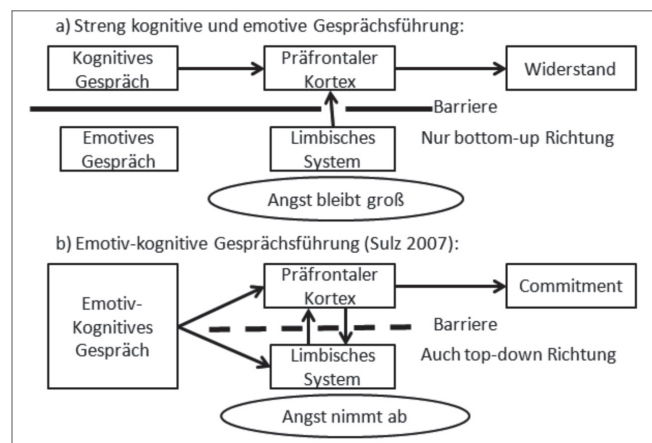 a) Streng kognitive und emotive Gesprächsführung:
Kognitives
Gespräch
Präfrontaler
Kortex
Widerstand
Barriere
Emotives
Gespräch
Limbisches
System
Nur bottom-up Richtung
Angst bleibt groß
b) Emotiv-kognitive Gesprächsführung (Sulz 2007):
Emotiv-
Kognitives
Gespräch
Präfrontaler
Kortex
Commitment
Barriere
Limbisches
System
Auch top-down Richtung
Angst nimmt ab